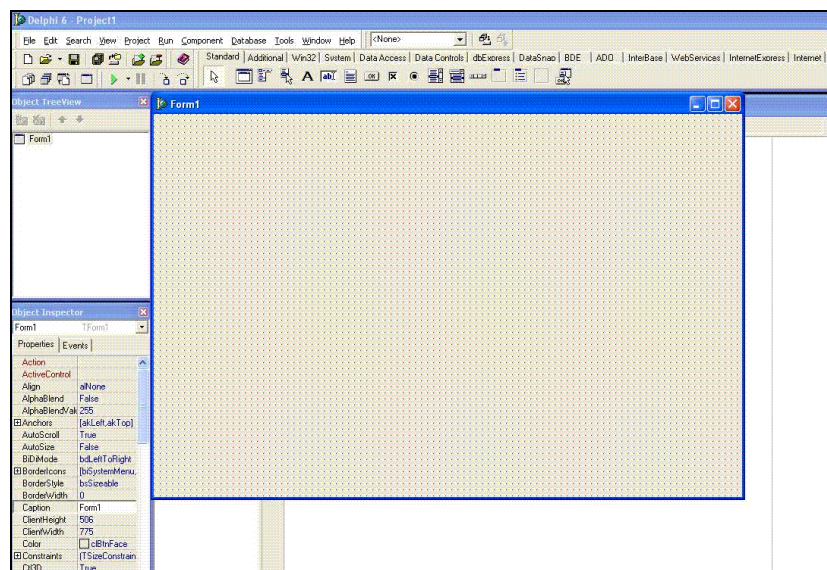 Delphi 6 - Project1
File Edit Search View Project Run Component Database Tools Window Help <None>
Standard Additional Win32 System Data Access Data Controls dbExpress DataSnap BDE ADO InterBase WebServices InternetExpress Internet
Object TreeView
Form1
Form1
Object Inspector
Form1 TForm1
Properties Events
Action
ActiveControl
Align alNone
AlphaBlend False
AlphaBlendVal 255
Anchors [akLeft,akTop]
AutoScroll True
AutoSize False
BiDiMode bdLeftToRight
BorderIcons [biSystemMenu,
BorderStyle bsSizeable
BorderWidth 0
Caption Form1
ClientHeight 506
ClientWidth 775
Color clBtnFace
Constraints (TSizeConstrain
Ctl3D True